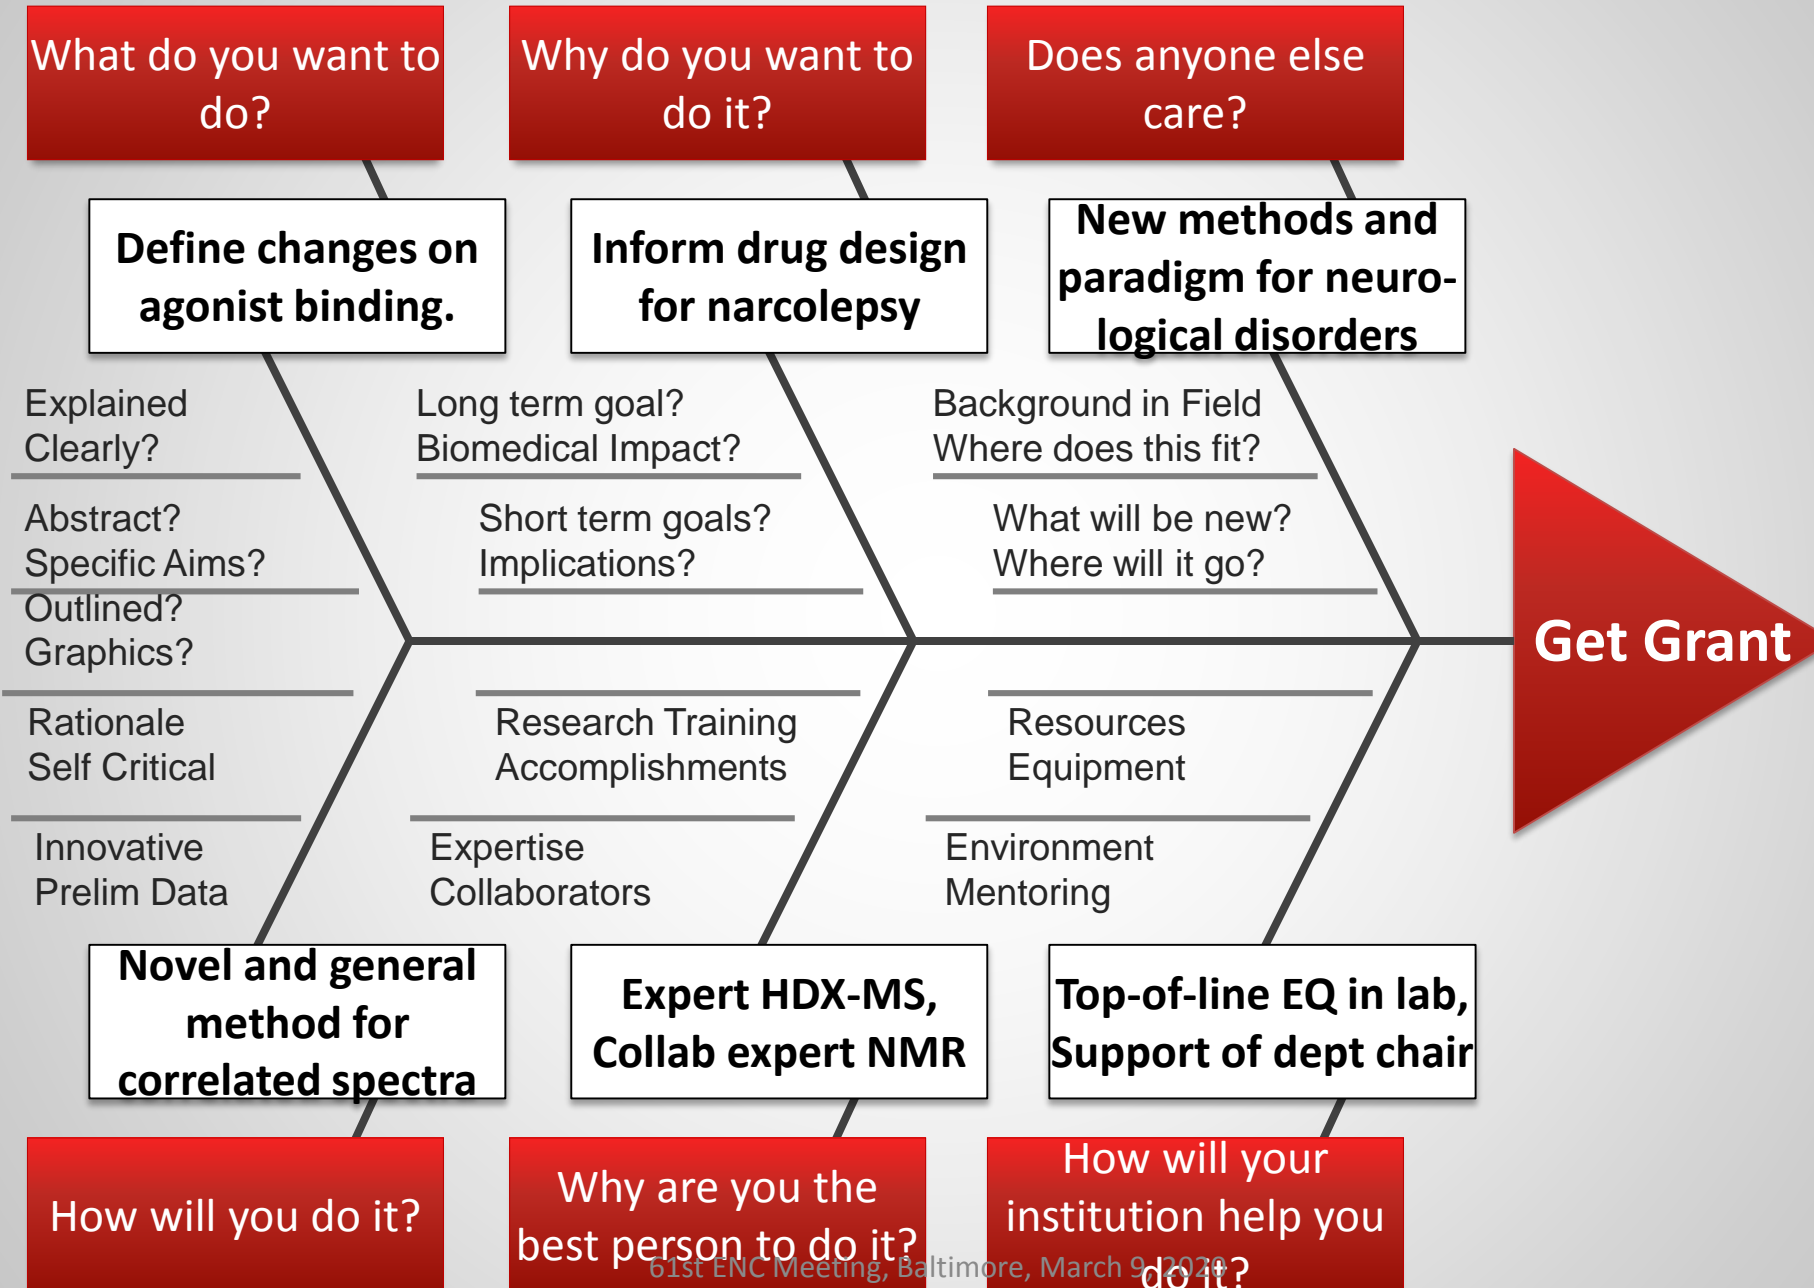 What do you want to
do?
Why do you want to
do it?
Does anyone else
care?
Define changes on
agonist binding.
Inform drug design
for narcolepsy
New methods and
paradigm for neuro-
logical disorders
Explained
Clearly?
Long term goal?
Biomedical Impact?
Background in Field
Where does this fit?
Abstract?
Specific Aims?
Short term goals?
Implications?
What will be new?
Where will it go?
Outlined?
Graphics?
Get Grant
Rationale
Self Critical
Research Training
Accomplishments
Resources
Equipment
Innovative
Prelim Data
Expertise
Collaborators
Environment
Mentoring
Novel and general
method for
correlated spectra
Expert HDX-MS,
Collab expert NMR
Top-of-line EQ in lab,
Support of dept chair
How will you do it?
Why are you the
best person to do it?
How will your
institution help you
do it?
61st ENC Meeting, Baltimore, March 9, 2020